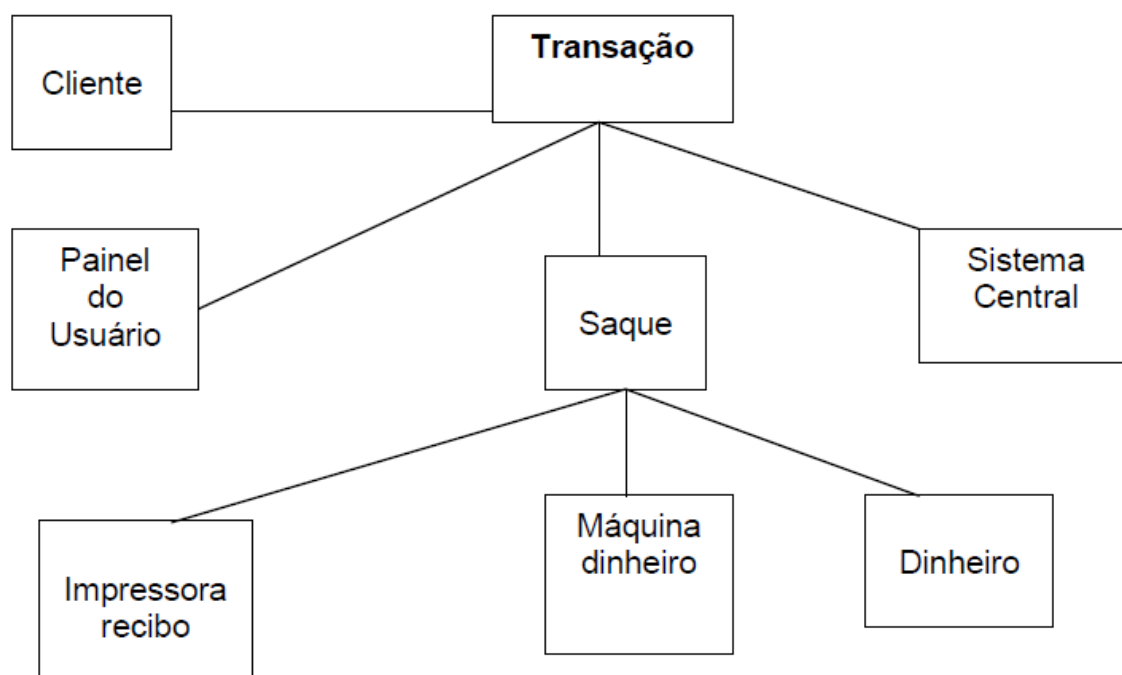 Cliente
Transação
Painel
do
Usuário
Saque
Sistema
Central
Impressora
recibo
Máquina
dinheiro
Dinheiro